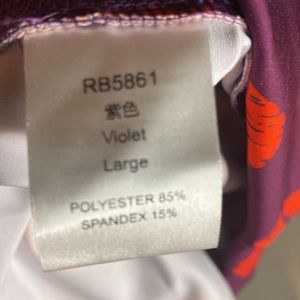 RB5861
紫色
Violet
Large
POLYESTER 85%
SPANDEX 15%